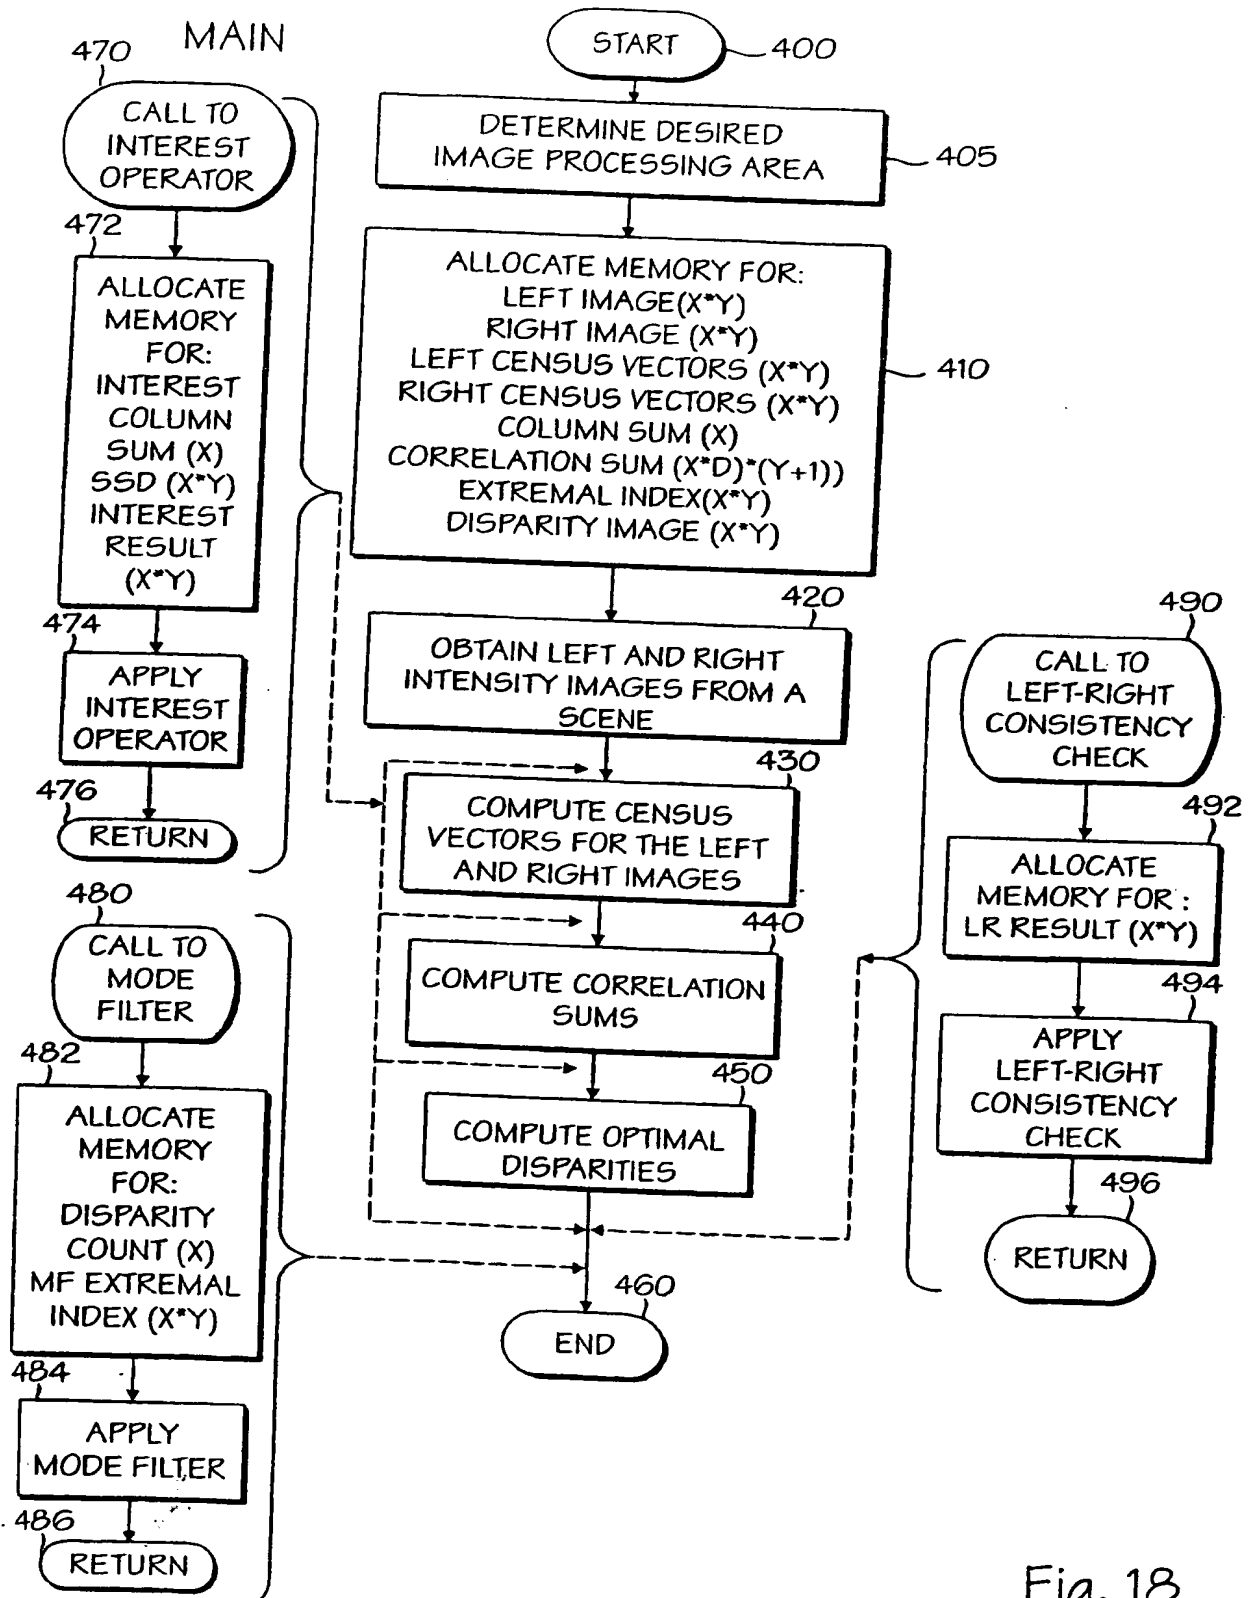 MAIN
START
400
DETERMINE DESIRED
IMAGE PROCESSING AREA
405
ALLOCATE MEMORY FOR:
LEFT IMAGE(X*Y)
RIGHT IMAGE (X*Y)
LEFT CENSUS VECTORS (X*Y)
RIGHT CENSUS VECTORS (X*Y)
COLUMN SUM (X)
CORRELATION SUM (X*D)*(Y+1))
EXTREMAL INDEX(X*Y)
DISPARITY IMAGE (X*Y)
410
420
OBTAIN LEFT AND RIGHT
INTENSITY IMAGES FROM A
SCENE
430
COMPUTE CENSUS
VECTORS FOR THE LEFT
AND RIGHT IMAGES
440
COMPUTE CORRELATION
SUMS
450
COMPUTE OPTIMAL
DISPARITIES
460
END
470
CALL TO
INTEREST
OPERATOR
472
ALLOCATE
MEMORY
FOR:
INTEREST
COLUMN
SUM (X)
SSD (X*Y)
INTEREST
RESULT
(X*Y)
474
APPLY
INTEREST
OPERATOR
476
RETURN
480
CALL TO
MODE
FILTER
482
ALLOCATE
MEMORY
FOR:
DISPARITY
COUNT (X)
MF EXTREMAL
INDEX (X*Y)
484
APPLY
MODE FILTER
486
RETURN
490
CALL TO
LEFT-RIGHT
CONSISTENCY
CHECK
492
ALLOCATE
MEMORY FOR :
LR RESULT (X*Y)
494
APPLY
LEFT-RIGHT
CONSISTENCY
CHECK
496
RETURN
Fig. 18